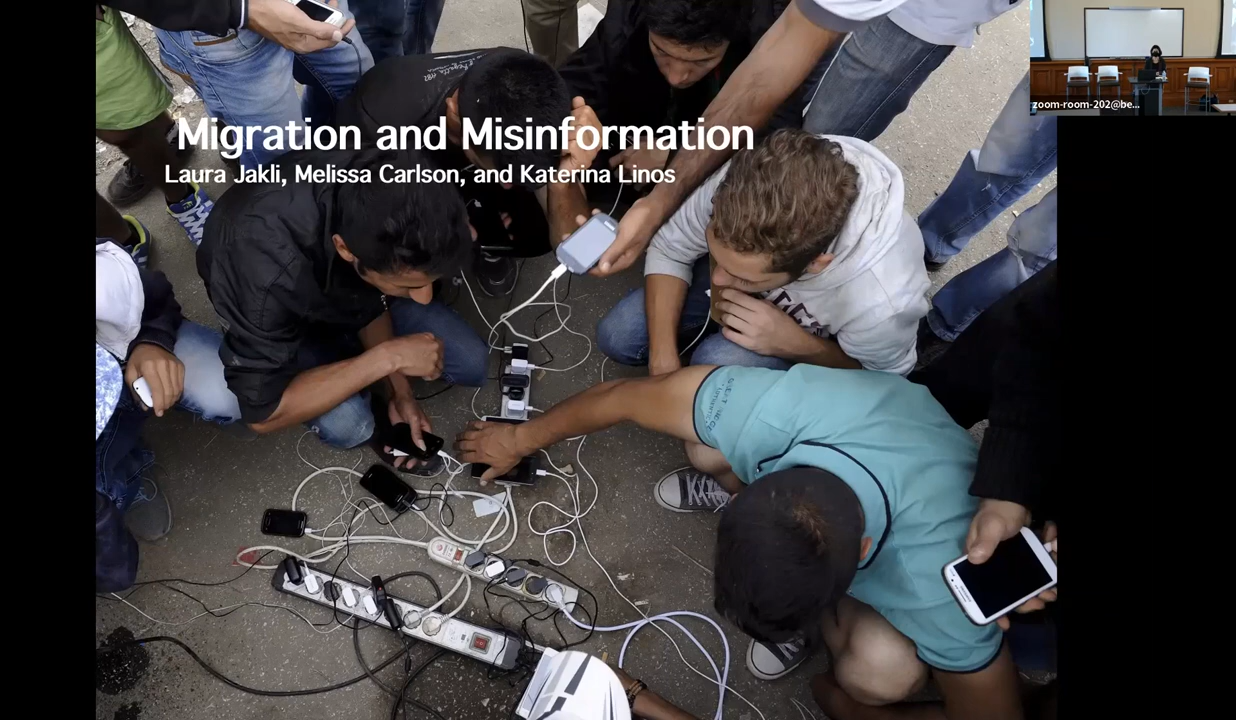 Migration and Misinformation
Laura Jakli, Melissa Carlson, and Katerina Linos
zoom-room-202@be...